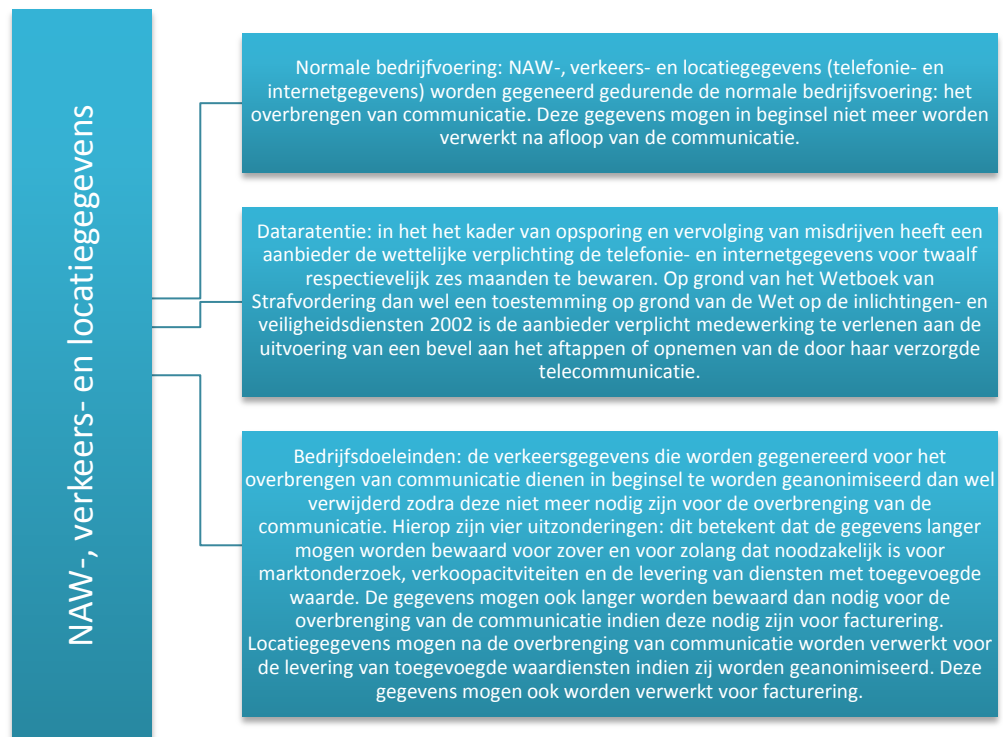 NAW-, verkeers- en locatiegegevens
Normale bedrijfvoering: NAW-, verkeers- en locatiegegevens (telefonie- en
internetgegevens) worden gegeneerd gedurende de normale bedrijfsvoering: het
overbrengen van communicatie. Deze gegevens mogen in beginsel niet meer worden
verwerkt na afloop van de communicatie.
Dataratentie: in het het kader van opsporing en vervolging van misdrijven heeft een
aanbieder de wettelijke verplichting de telefonie- en internetgegevens voor twaalf
respectievelijk zes maanden te bewaren. Op grond van het Wetboek van
Strafvordering dan wel een toestemming op grond van de Wet op de inlichtingen- en
veiligheidsdiensten 2002 is de aanbieder verplicht medewerking te verlenen aan de
uitvoering van een bevel aan het aftappen of opnemen van de door haar verzorgde
telecommunicatie.
Bedrijfsdoeleinden: de verkeersgegevens die worden gegenereerd voor het
overbrengen van communicatie dienen in beginsel te worden geanonimiseerd dan wel
verwijderd zodra deze niet meer nodig zijn voor de overbrenging van de
communicatie. Hierop zijn vier uitzonderingen: dit betekent dat de gegevens langer
mogen worden bewaard voor zover en voor zolang dat noodzakelijk is voor
marktonderzoek, verkoopacitviteiten en de levering van diensten met toegevoegde
waarde. De gegevens mogen ook langer worden bewaard dan nodig voor de
overbrenging van de communicatie indien deze nodig zijn voor facturering.
Locatiegegevens mogen na de overbrenging van communicatie worden verwerkt voor
de levering van toegevoegde waardiensten indien zij worden geanonimiseerd. Deze
gegevens mogen ook worden verwerkt voor facturering.